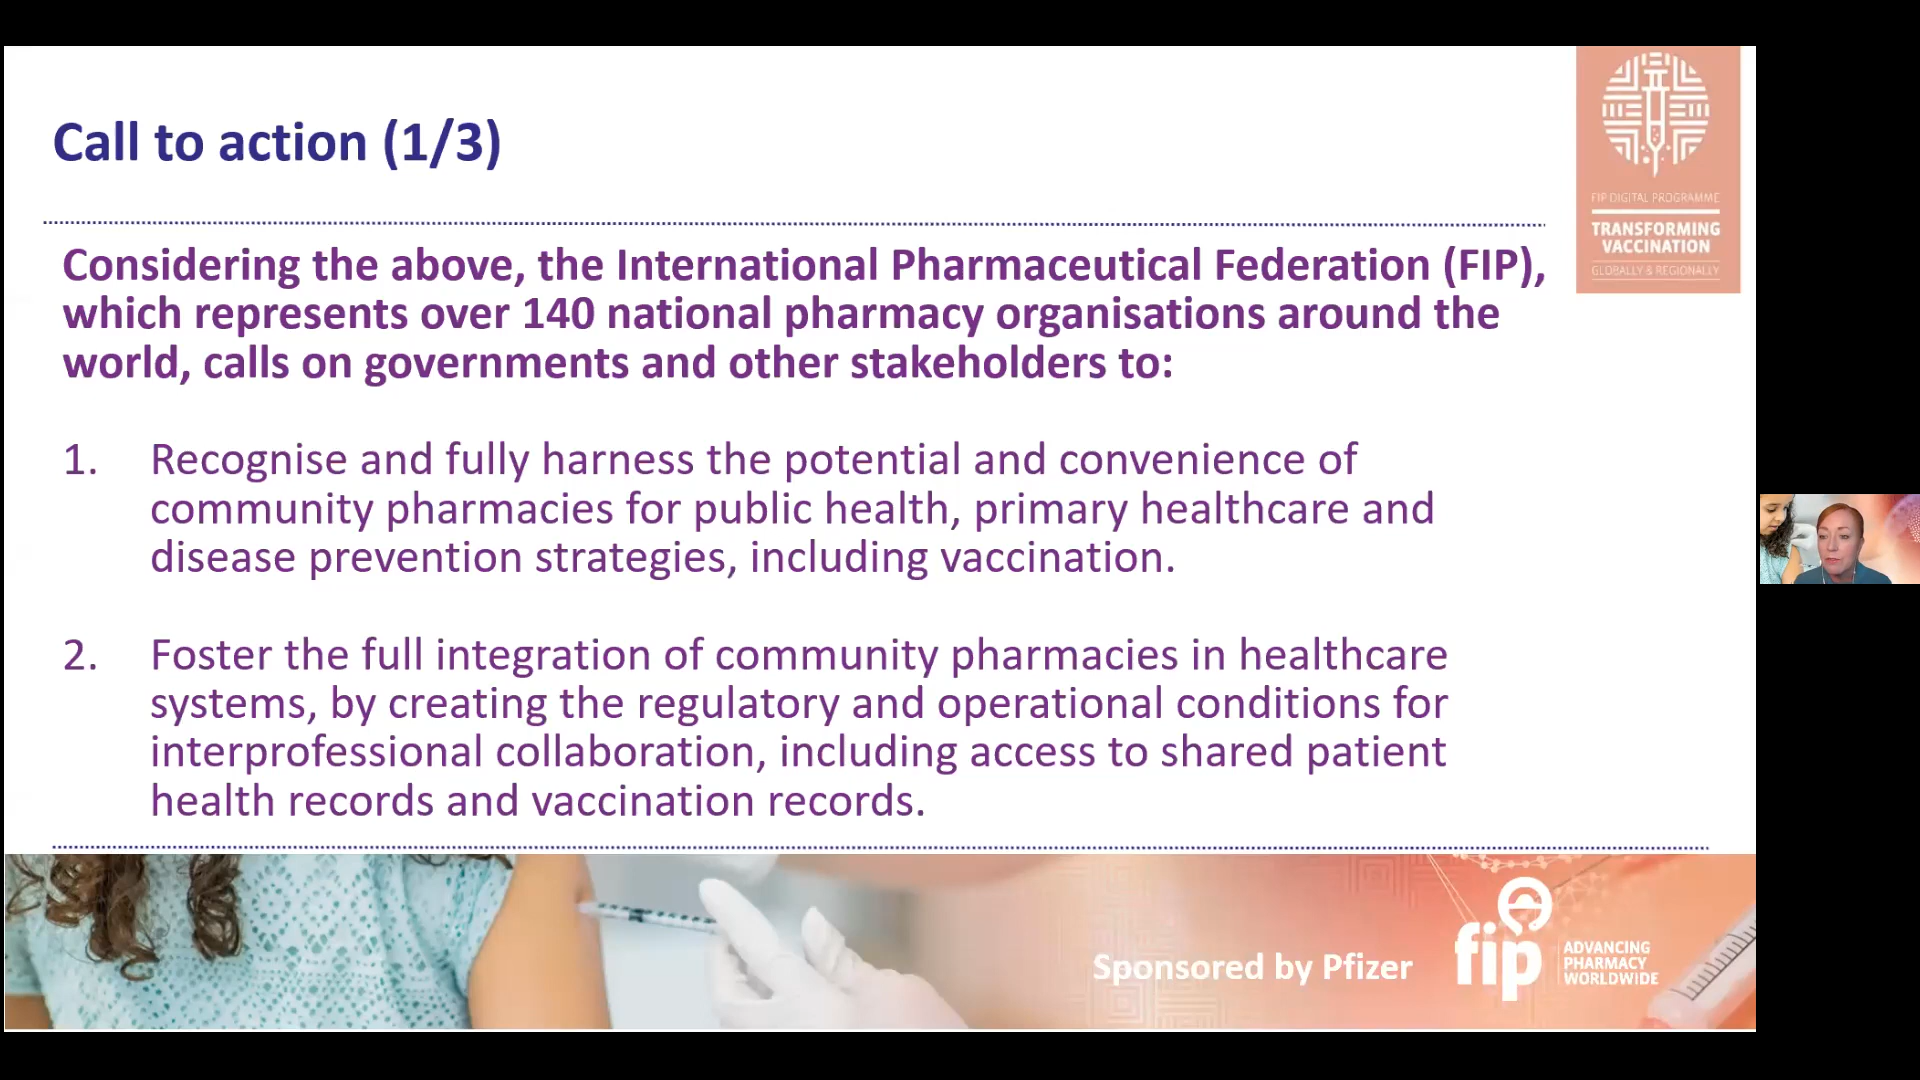 Call to action (1/3)
FIP DIGITAL PROGRAMME
TRANSFORMING
VACCINATION
GLOBALLY & REGIONALLY
Considering the above, the International Pharmaceutical Federation (FIP),
which represents over 140 national pharmacy organisations around the
world, calls on governments and other stakeholders to:
1. Recognise and fully harness the potential and convenience of
community pharmacies for public health, primary healthcare and
disease prevention strategies, including vaccination.
2. Foster the full integration of community pharmacies in healthcare
systems, by creating the regulatory and operational conditions for
interprofessional collaboration, including access to shared patient
health records and vaccination records.
Sponsored by Pfizer
fip
ADVANCING
PHARMACY
WORLDWIDE